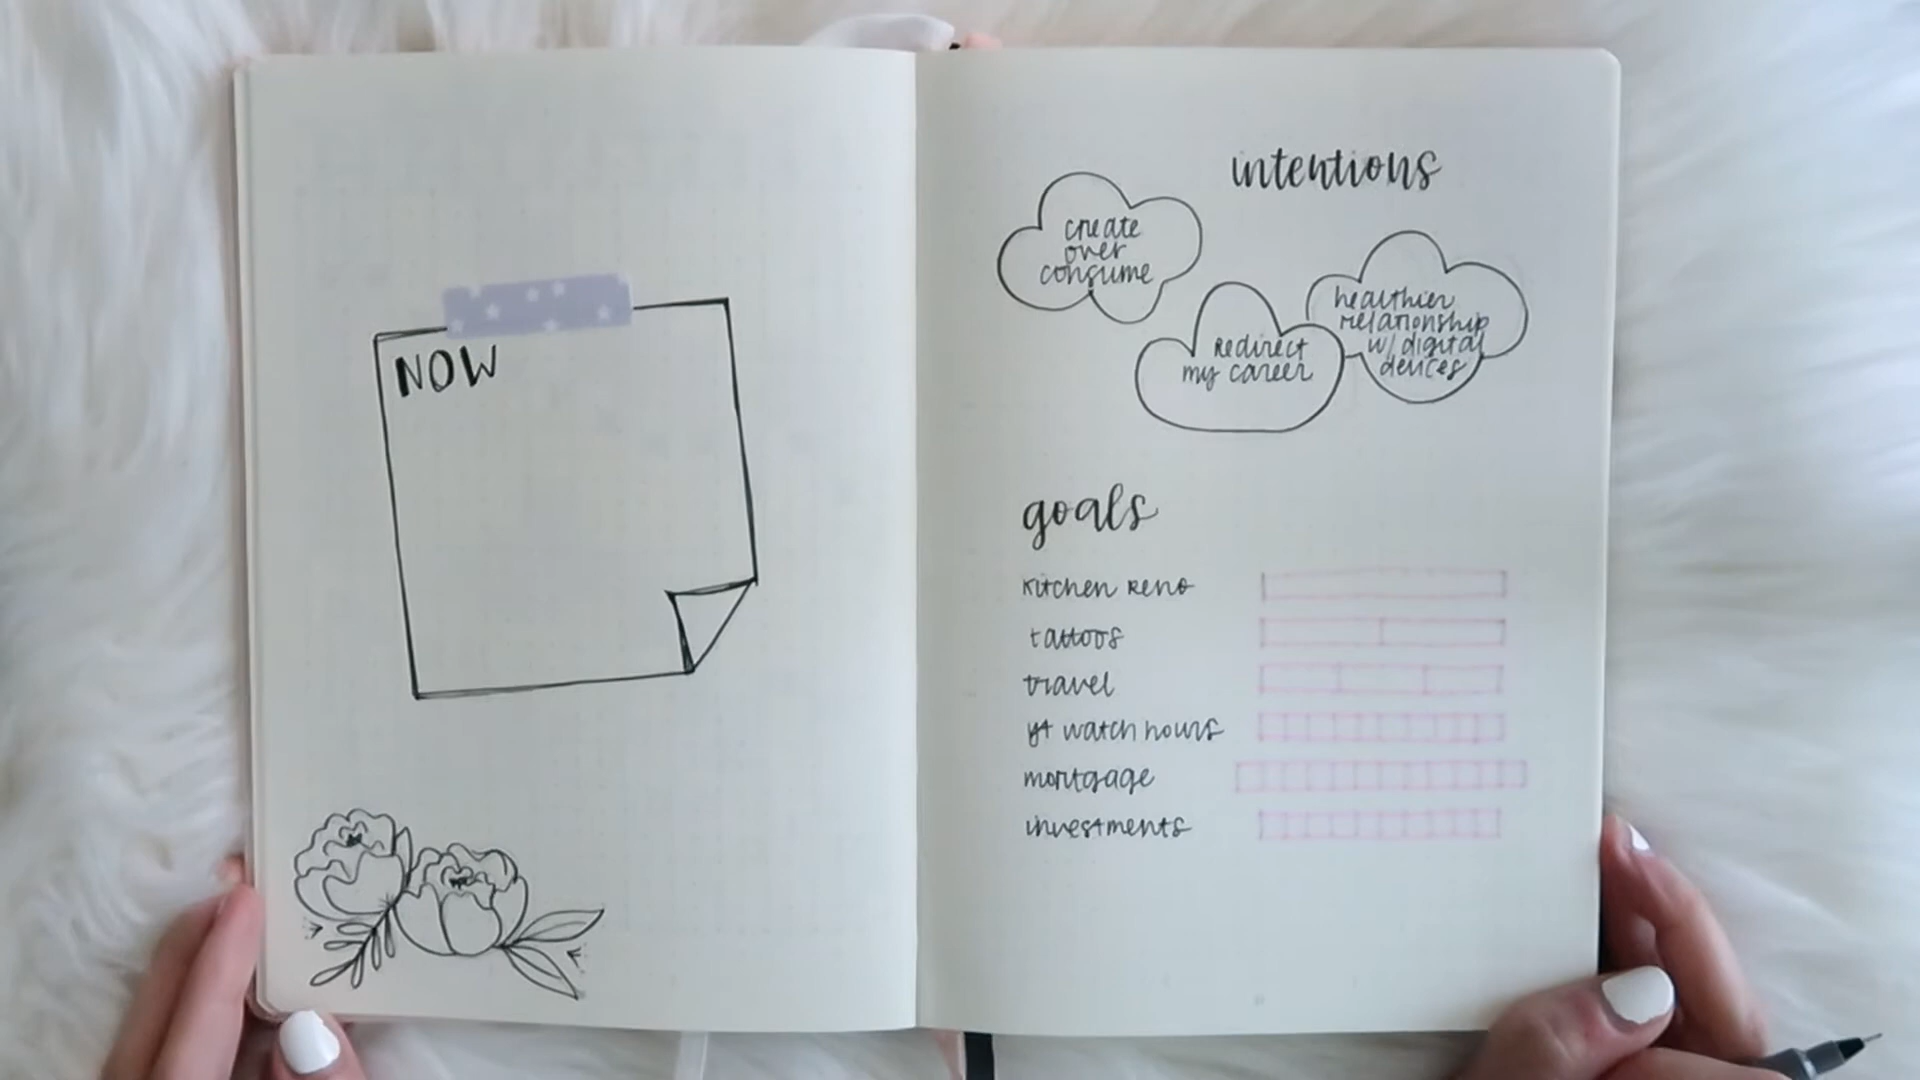 NOW
intentions
create
over
consume
redirect
my career
healthier
relationship
w/ digital
devices
goals
kitchen reno
tattoos
travel
yt watch hours
mortgage
investments